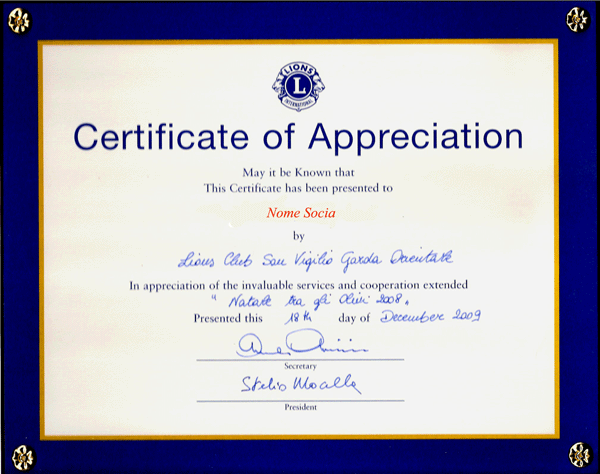 LIONS
L
INTERNATIONAL
Certificate of Appreciation
May it be Known that
This Certificate has been presented to
Nome Socia
by
Lions Club San Vigilio Garda Orientale
In appreciation of the invaluable services and cooperation extended
" Natale tra gli Olivi 2008.
Presented this 18th day of December 2009
Secretary
President